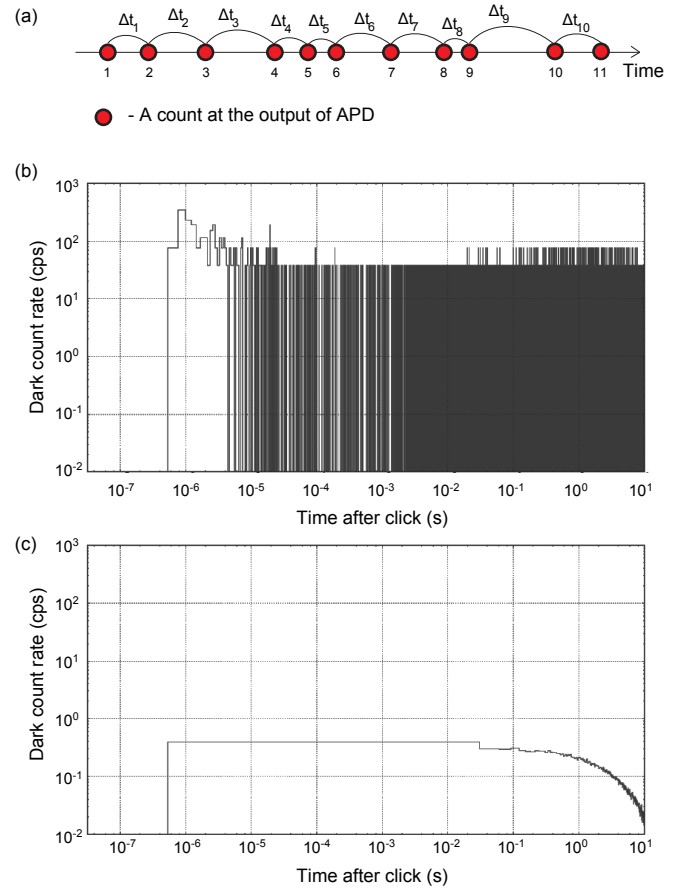 (a)
Δt1 Δt2 Δt3 Δt4 Δt5 Δt6 Δt7 Δt8 Δt9 Δt10
1 2 3 4 5 6 7 8 9 10 11 Time
- A count at the output of APD
(b)
Dark count rate (cps)
10^3
10^2
10^1
10^0
10^-1
10^-2
10^-7 10^-6 10^-5 10^-4 10^-3 10^-2 10^-1 10^0 10^1
Time after click (s)
(c)
Dark count rate (cps)
10^3
10^2
10^1
10^0
10^-1
10^-2
10^-7 10^-6 10^-5 10^-4 10^-3 10^-2 10^-1 10^0 10^1
Time after click (s)